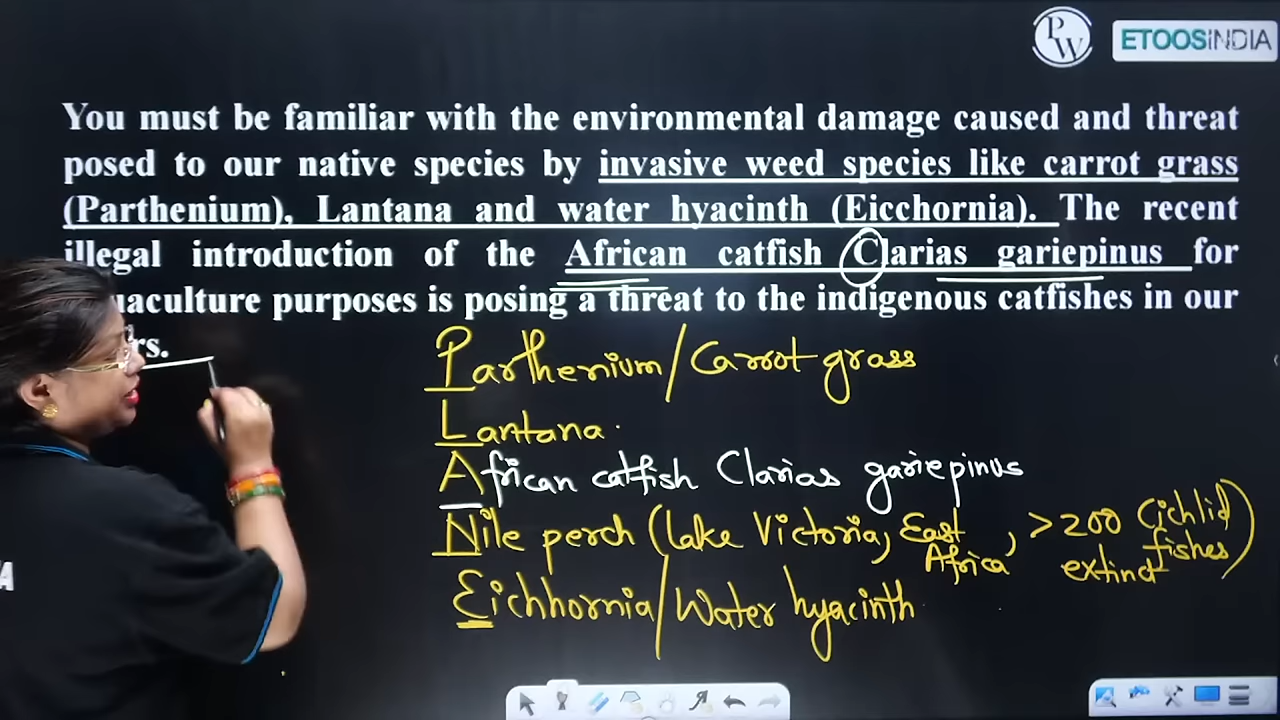 PW
ETOOSINDIA
You must be familiar with the environmental damage caused and threat
posed to our native species by invasive weed species like carrot grass
(Parthenium), Lantana and water hyacinth (Eicchornia). The recent
illegal introduction of the African catfish Clarias gariepinus for
uaculture purposes is posing a threat to the indigenous catfishes in our
rs.
Parthenium/Carrot grass
Lantana.
African catfish Clarias gariepinus
Nile perch (Lake Victoria, East Africa, >200 Cichlid fishes extinct)
Eichhornia/Water hyacinth
A